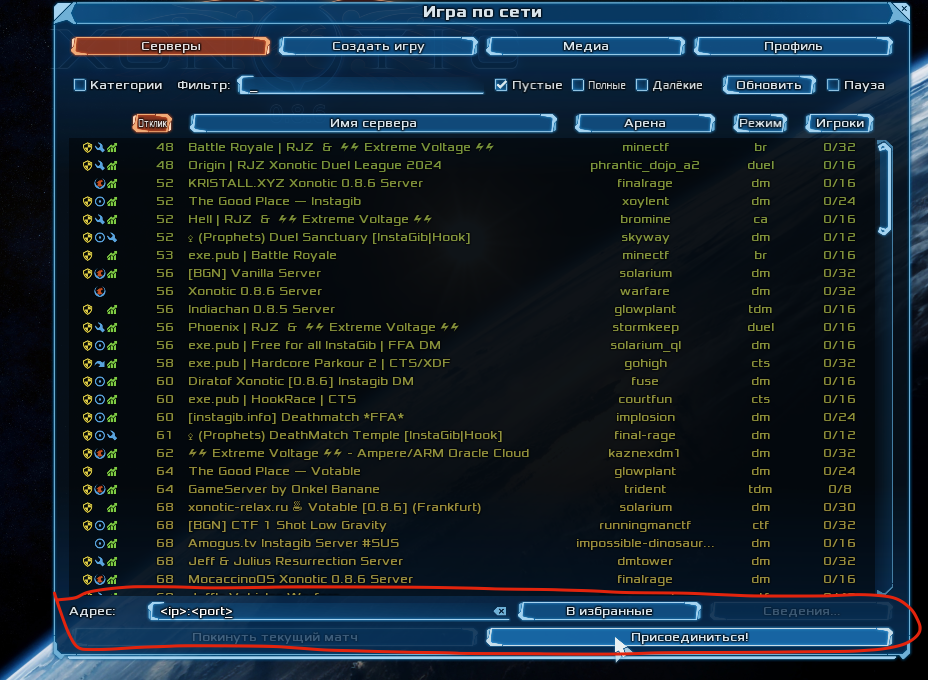 Игра по сети
Серверы Создать игру Медиа Профиль
Категории Фильтр: _ Пустые Полные Далёкие Обновить Пауза
Отклик Имя сервера Арена Режим Игроки
48 Battle Royale | RJZ & ϟϟ Extreme Voltage ϟϟ minectf br 0/32
48 Origin | RJZ Xonotic Duel League 2024 phrantic_dojo_a2 duel 0/16
52 KRISTALL.XYZ Xonotic 0.8.6 Server finalrage dm 0/16
52 The Good Place — Instagib xoylent dm 0/24
52 Hell | RJZ & ϟϟ Extreme Voltage ϟϟ bromine ca 0/16
52 (Prophets) Duel Sanctuary [InstaGib|Hook] skyway dm 0/12
53 exe.pub | Battle Royale minectf br 0/16
56 [BGN] Vanilla Server solarium dm 0/32
56 Xonotic 0.8.6 Server warfare dm 0/32
56 Indiachan 0.8.5 Server glowplant tdm 0/16
56 Phoenix | RJZ & ϟϟ Extreme Voltage ϟϟ stormkeep duel 0/16
56 exe.pub | Free for all InstaGib | FFA DM solarium_ql dm 0/16
58 exe.pub | Hardcore Parkour 2 | CTS/XDF gohigh cts 0/32
60 Diratof Xonotic [0.8.6] Instagib DM fuse dm 0/16
60 exe.pub | HookRace | CTS courtfun cts 0/16
60 [instagib.info] Deathmatch *FFA* implosion dm 0/24
61 (Prophets) DeathMatch Temple [InstaGib|Hook] final-rage dm 0/12
62 ϟϟ Extreme Voltage ϟϟ - Ampere/ARM Oracle Cloud kaznexdm1 dm 0/32
64 The Good Place — Votable glowplant dm 0/24
64 GameServer by Onkel Banane trident tdm 0/8
68 xonotic-relax.ru ♨ Votable [0.8.6] (Frankfurt) solarium dm 0/30
68 [BGN] CTF 1 Shot Low Gravity runningmanctf ctf 0/32
68 Amogus.tv Instagib Server #SUS impossible-dinosaur... dm 0/16
68 Jeff & Julius Resurrection Server dmtower dm 0/32
68 MocaccinoOS Xonotic 0.8.6 Server finalrage dm 0/16
Адрес: <ip>:<port>_ В избранные Сведения...
Покинуть текущий матч Присоединиться!